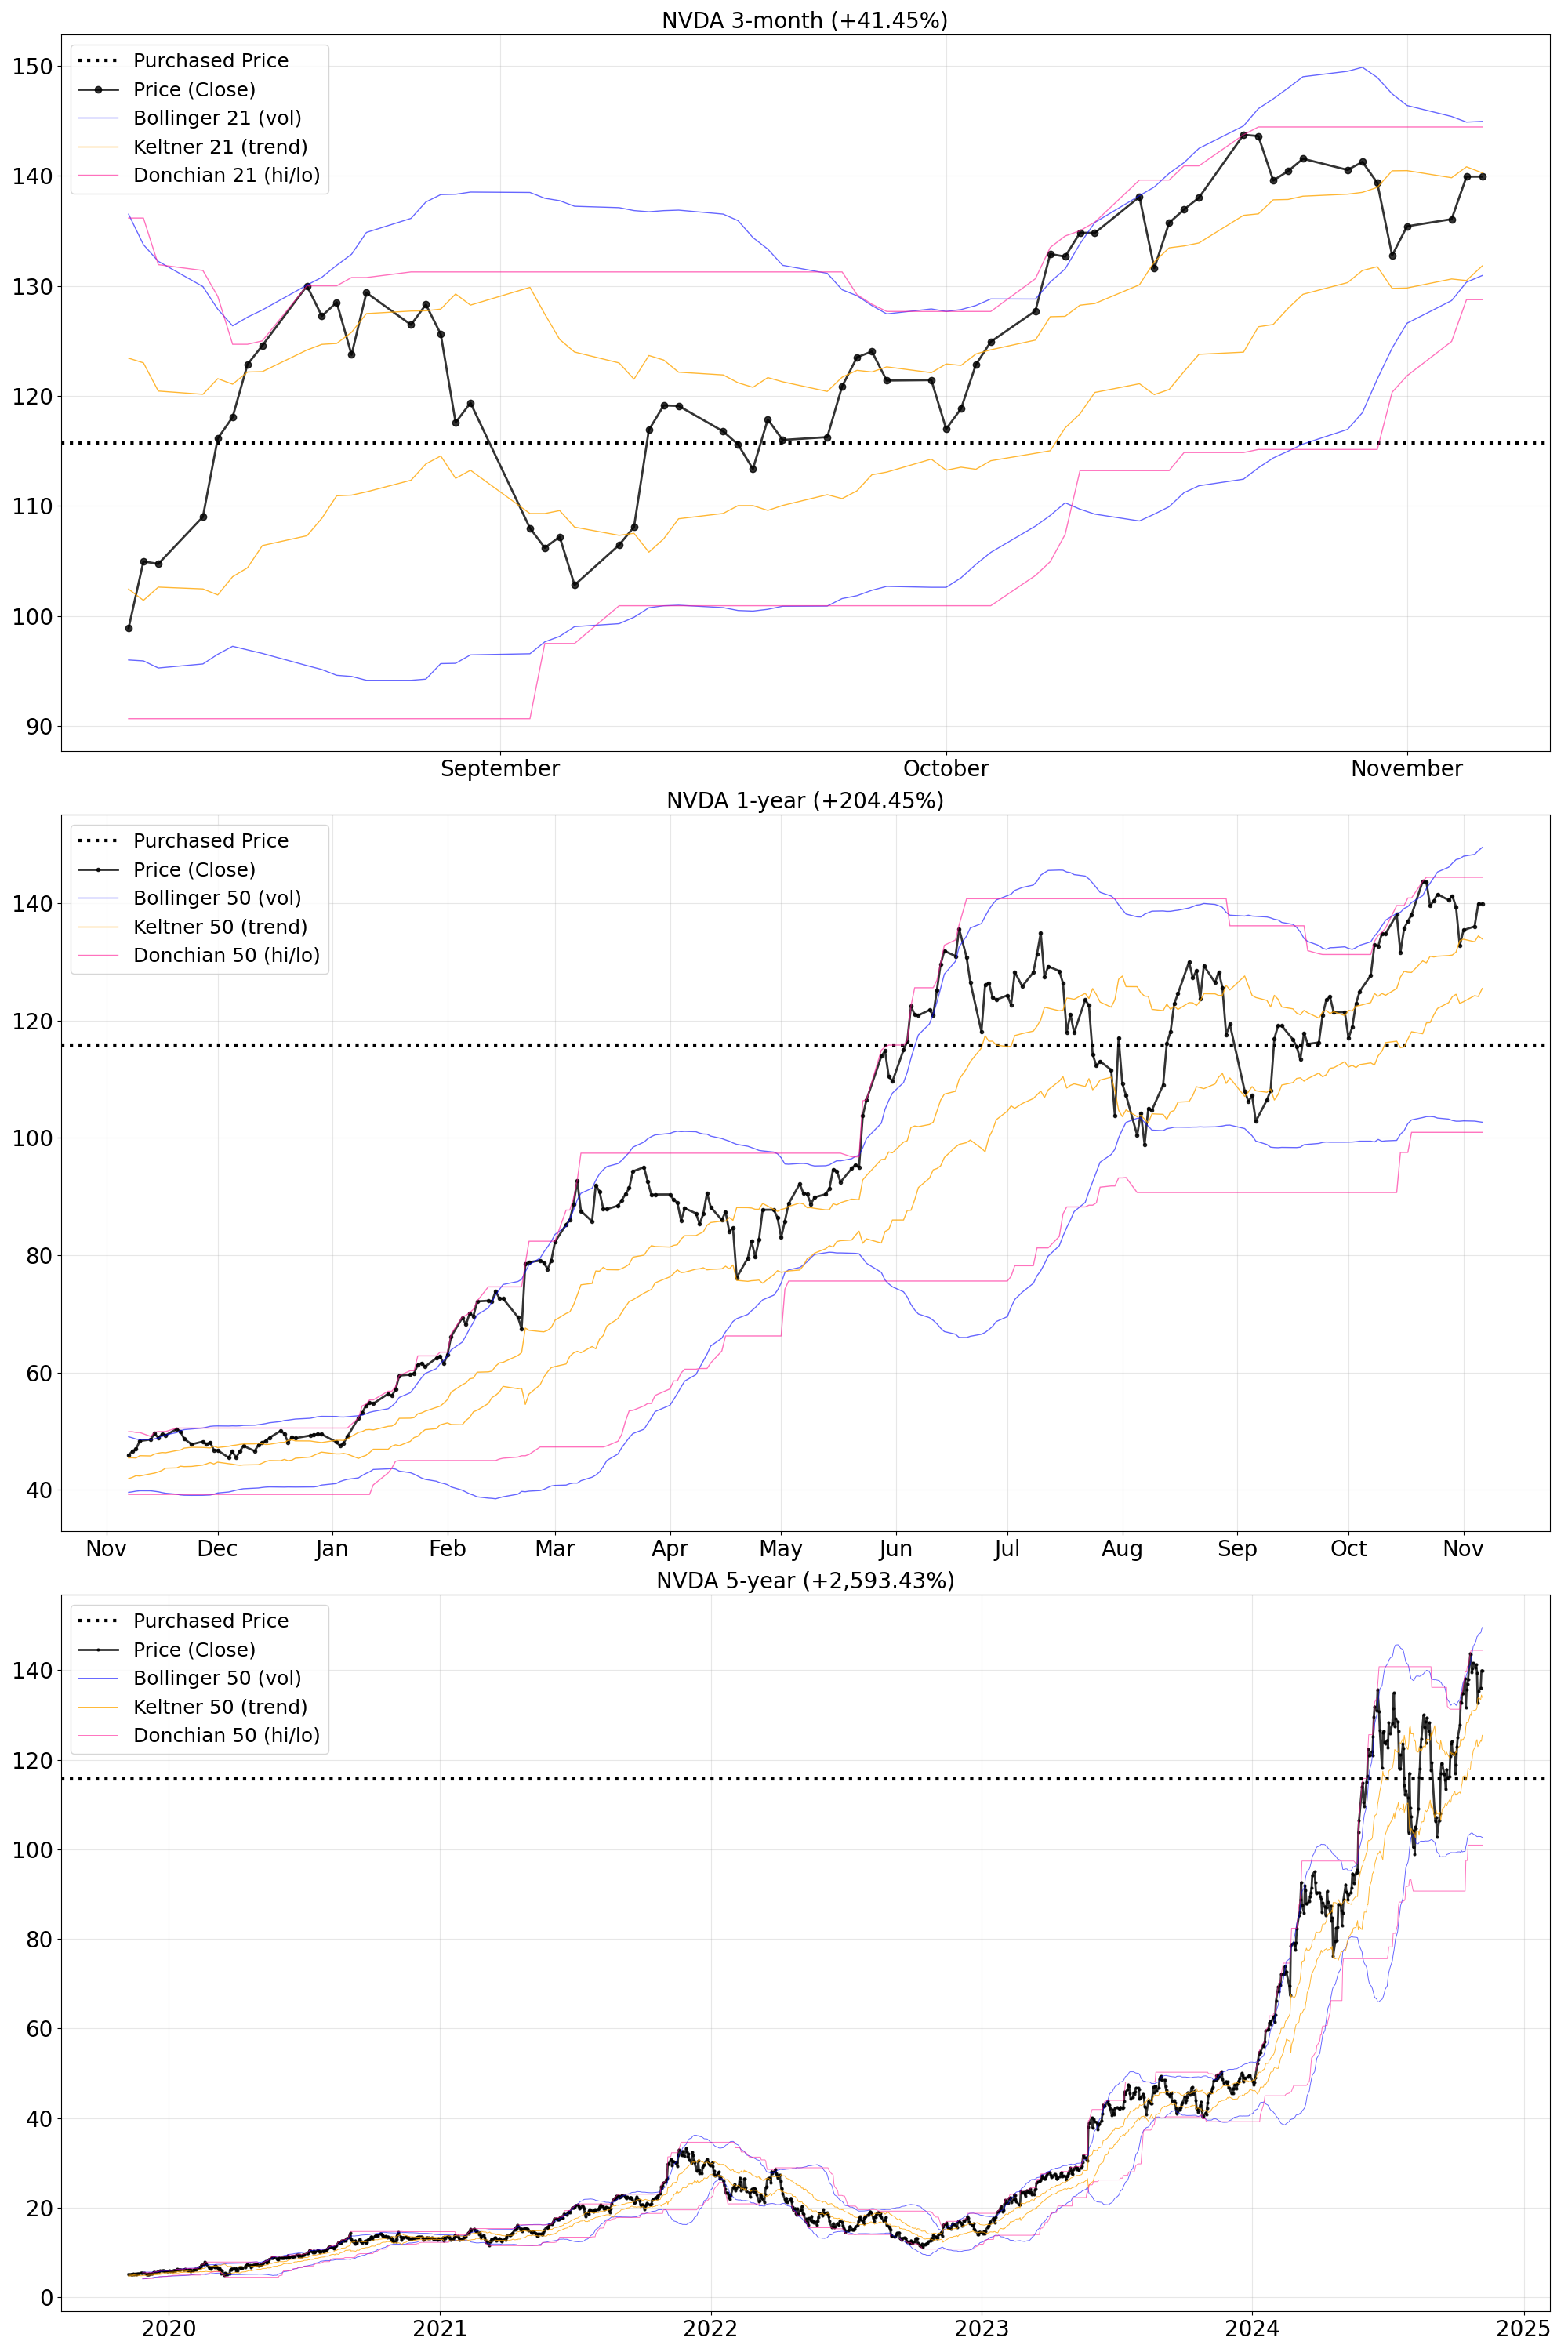 NVDA 3-month (+41.45%)
Purchased Price
Price (Close)
Bollinger 21 (vol)
Keltner 21 (trend)
Donchian 21 (hi/lo)
150
140
130
120
110
100
90
September October November
NVDA 1-year (+204.45%)
Purchased Price
Price (Close)
Bollinger 50 (vol)
Keltner 50 (trend)
Donchian 50 (hi/lo)
140
120
100
80
60
40
Nov Dec Jan Feb Mar Apr May Jun Jul Aug Sep Oct Nov
NVDA 5-year (+2,593.43%)
Purchased Price
Price (Close)
Bollinger 50 (vol)
Keltner 50 (trend)
Donchian 50 (hi/lo)
140
120
100
80
60
40
20
0
2020 2021 2022 2023 2024 2025